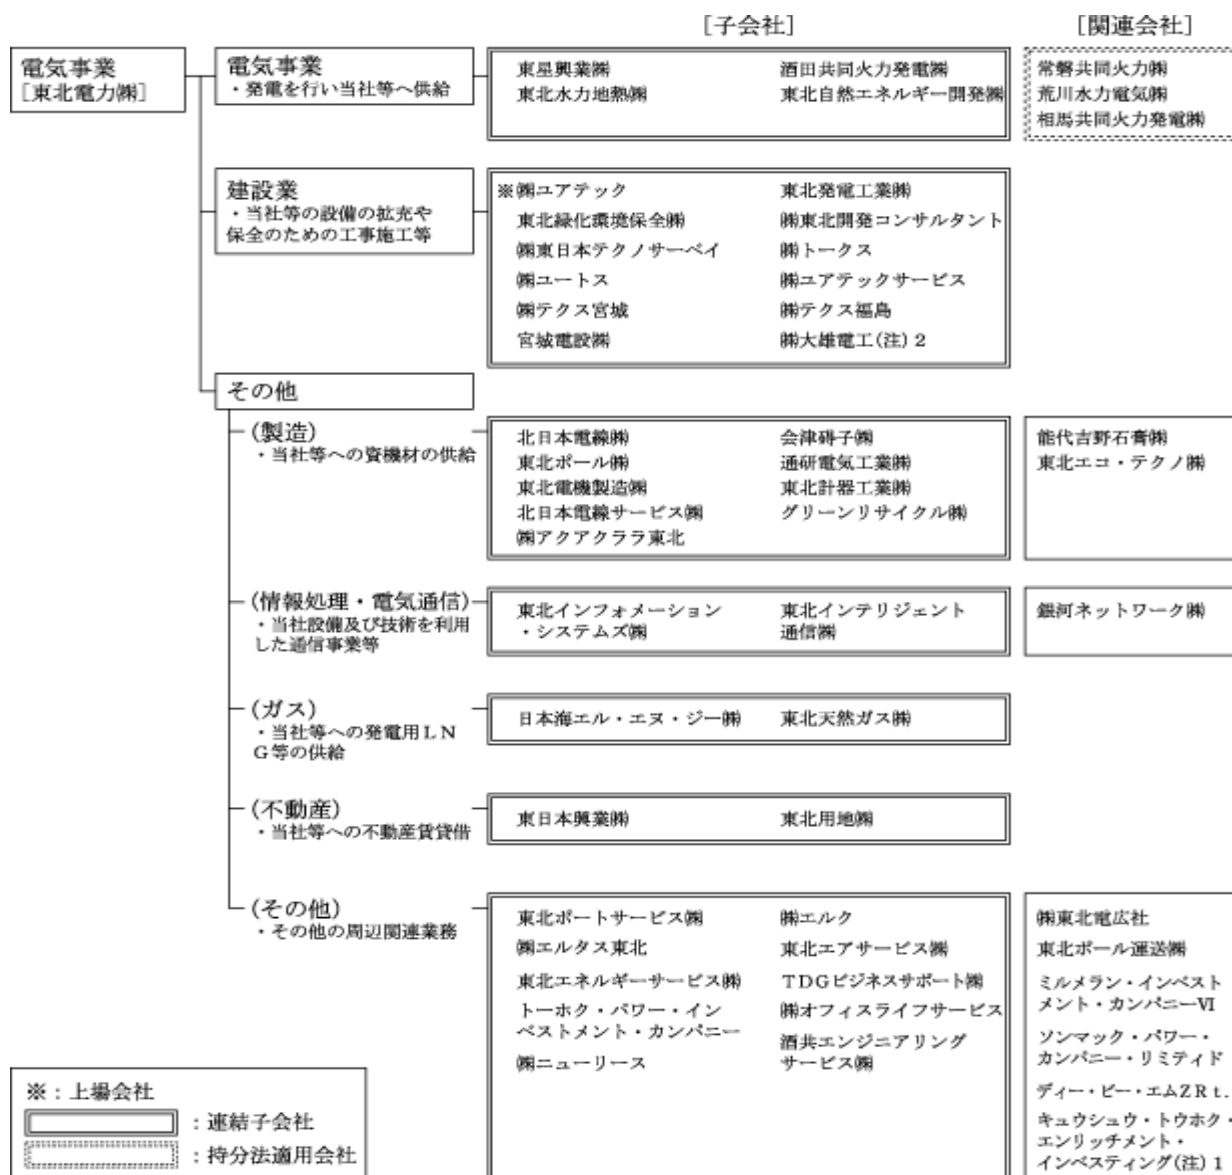 [子会社]
[関連会社]
電気事業
[東北電力㈱]
電気事業
・発電を行い当社等へ供給
東星興業㈱
酒田共同火力発電㈱
東北水力地熱㈱
東北自然エネルギー開発㈱
常磐共同火力㈱
荒川水力電気㈱
相馬共同火力発電㈱
建設業
・当社等の設備の拡充や
保全のための工事施工等
※㈱ユアテック
東北発電工業㈱
東北緑化環境保全㈱
㈱東北開発コンサルタント
㈱東日本テクノサーベイ
㈱トークス
㈱ユートス
㈱ユアテックサービス
㈱テクス宮城
㈱テクス福島
宮城電設㈱
㈱大雄電工(注)2
その他
(製造)
・当社等への資機材の供給
北日本電線㈱
会津碍子㈱
東北ポール㈱
通研電気工業㈱
東北電機製造㈱
東北計器工業㈱
北日本電線サービス㈱
グリーンリサイクル㈱
㈱アクアクララ東北
能代吉野石膏㈱
東北エコ・テクノ㈱
(情報処理・電気通信)
・当社設備及び技術を利用
した通信事業等
東北インフォメーション
・システムズ㈱
東北インテリジェント
通信㈱
銀河ネットワーク㈱
(ガス)
・当社等への発電用LN
G等の供給
日本海エル・エヌ・ジー㈱
東北天然ガス㈱
(不動産)
・当社等への不動産賃貸借
東日本興業㈱
東北用地㈱
(その他)
・その他の周辺関連業務
東北ポートサービス㈱
㈱エルク
㈱エルタス東北
東北エアサービス㈱
東北エネルギーサービス㈱
TDGビジネスサポート㈱
トーホク・パワー・イン
ベストメント・カンパニー
㈱オフィスライフサービス
㈱ニューリース
酒共エンジニアリング
サービス㈱
㈱東北電広社
東北ポール運送㈱
ミルメラン・インベスト
メント・カンパニーⅥ
ソンマック・パワー・
カンパニー・リミティド
ディー・ビー・エムZRt.
キュウシュウ・トウホク・
エンリッチメント・
インベスティング(注)1
※:上場会社
:連結子会社
:持分法適用会社